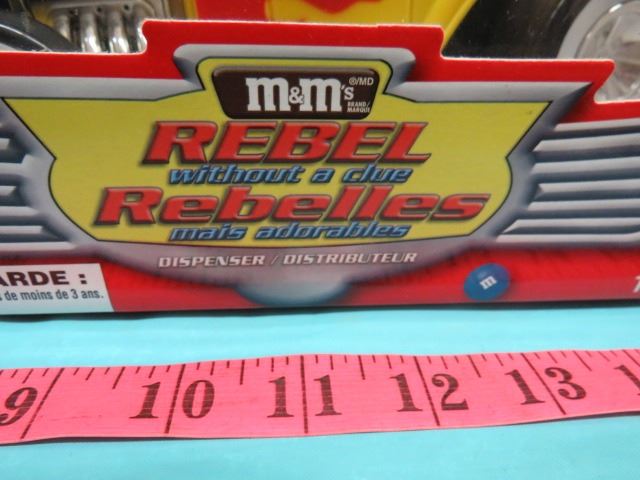 m&m's ®/MD
BRAND/
MARQUE
REBEL
without a clue
Rebelles
mais adorables
DISPENSER / DISTRIBUTEUR
ARDE :
de moins de 3 ans.
m
9 10 11 12 13